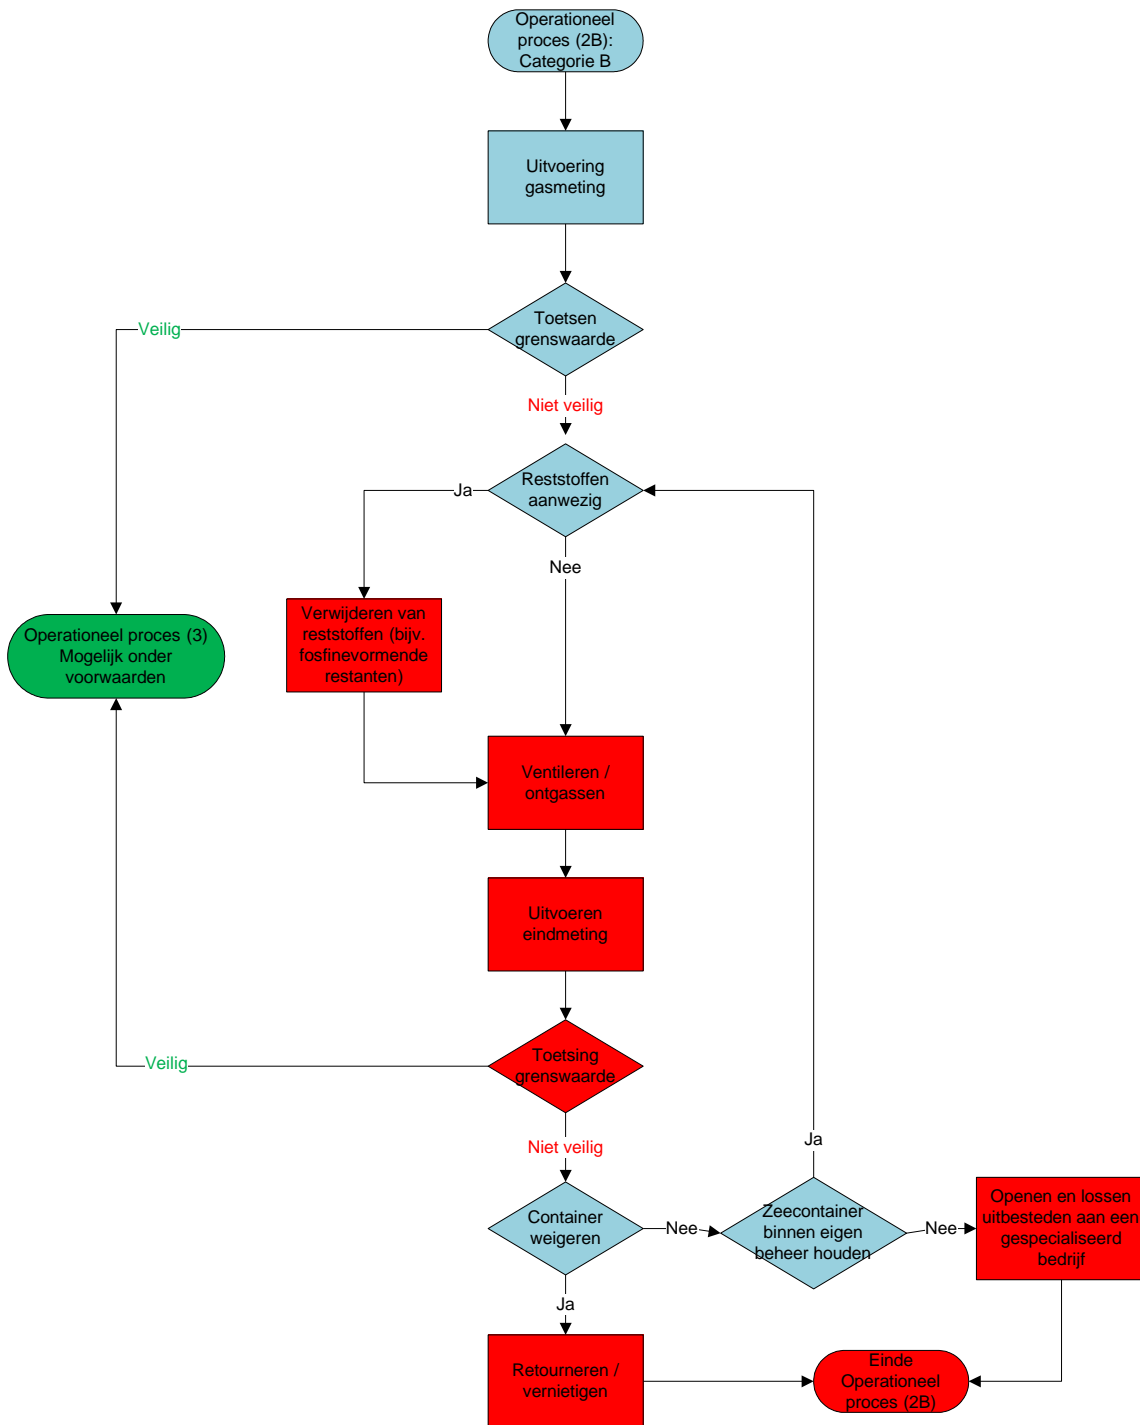 Operationeel
proces (2B):
Categorie B
Uitvoering
gasmeting
Toetsen
grenswaarde
Veilig
Niet veilig
Reststoffen
aanwezig
Ja
Nee
Verwijderen van
reststoffen (bijv.
fosfinevormende
restanten)
Operationeel proces (3)
Mogelijk onder
voorwaarden
Ventileren /
ontgassen
Uitvoeren
eindmeting
Toetsing
grenswaarde
Veilig
Niet veilig
Ja
Container
weigeren
Nee
Zeecontainer
binnen eigen
beheer houden
Nee
Openen en lossen
uitbesteden aan een
gespecialiseerd
bedrijf
Ja
Retourneren /
vernietigen
Einde
Operationeel
proces (2B)